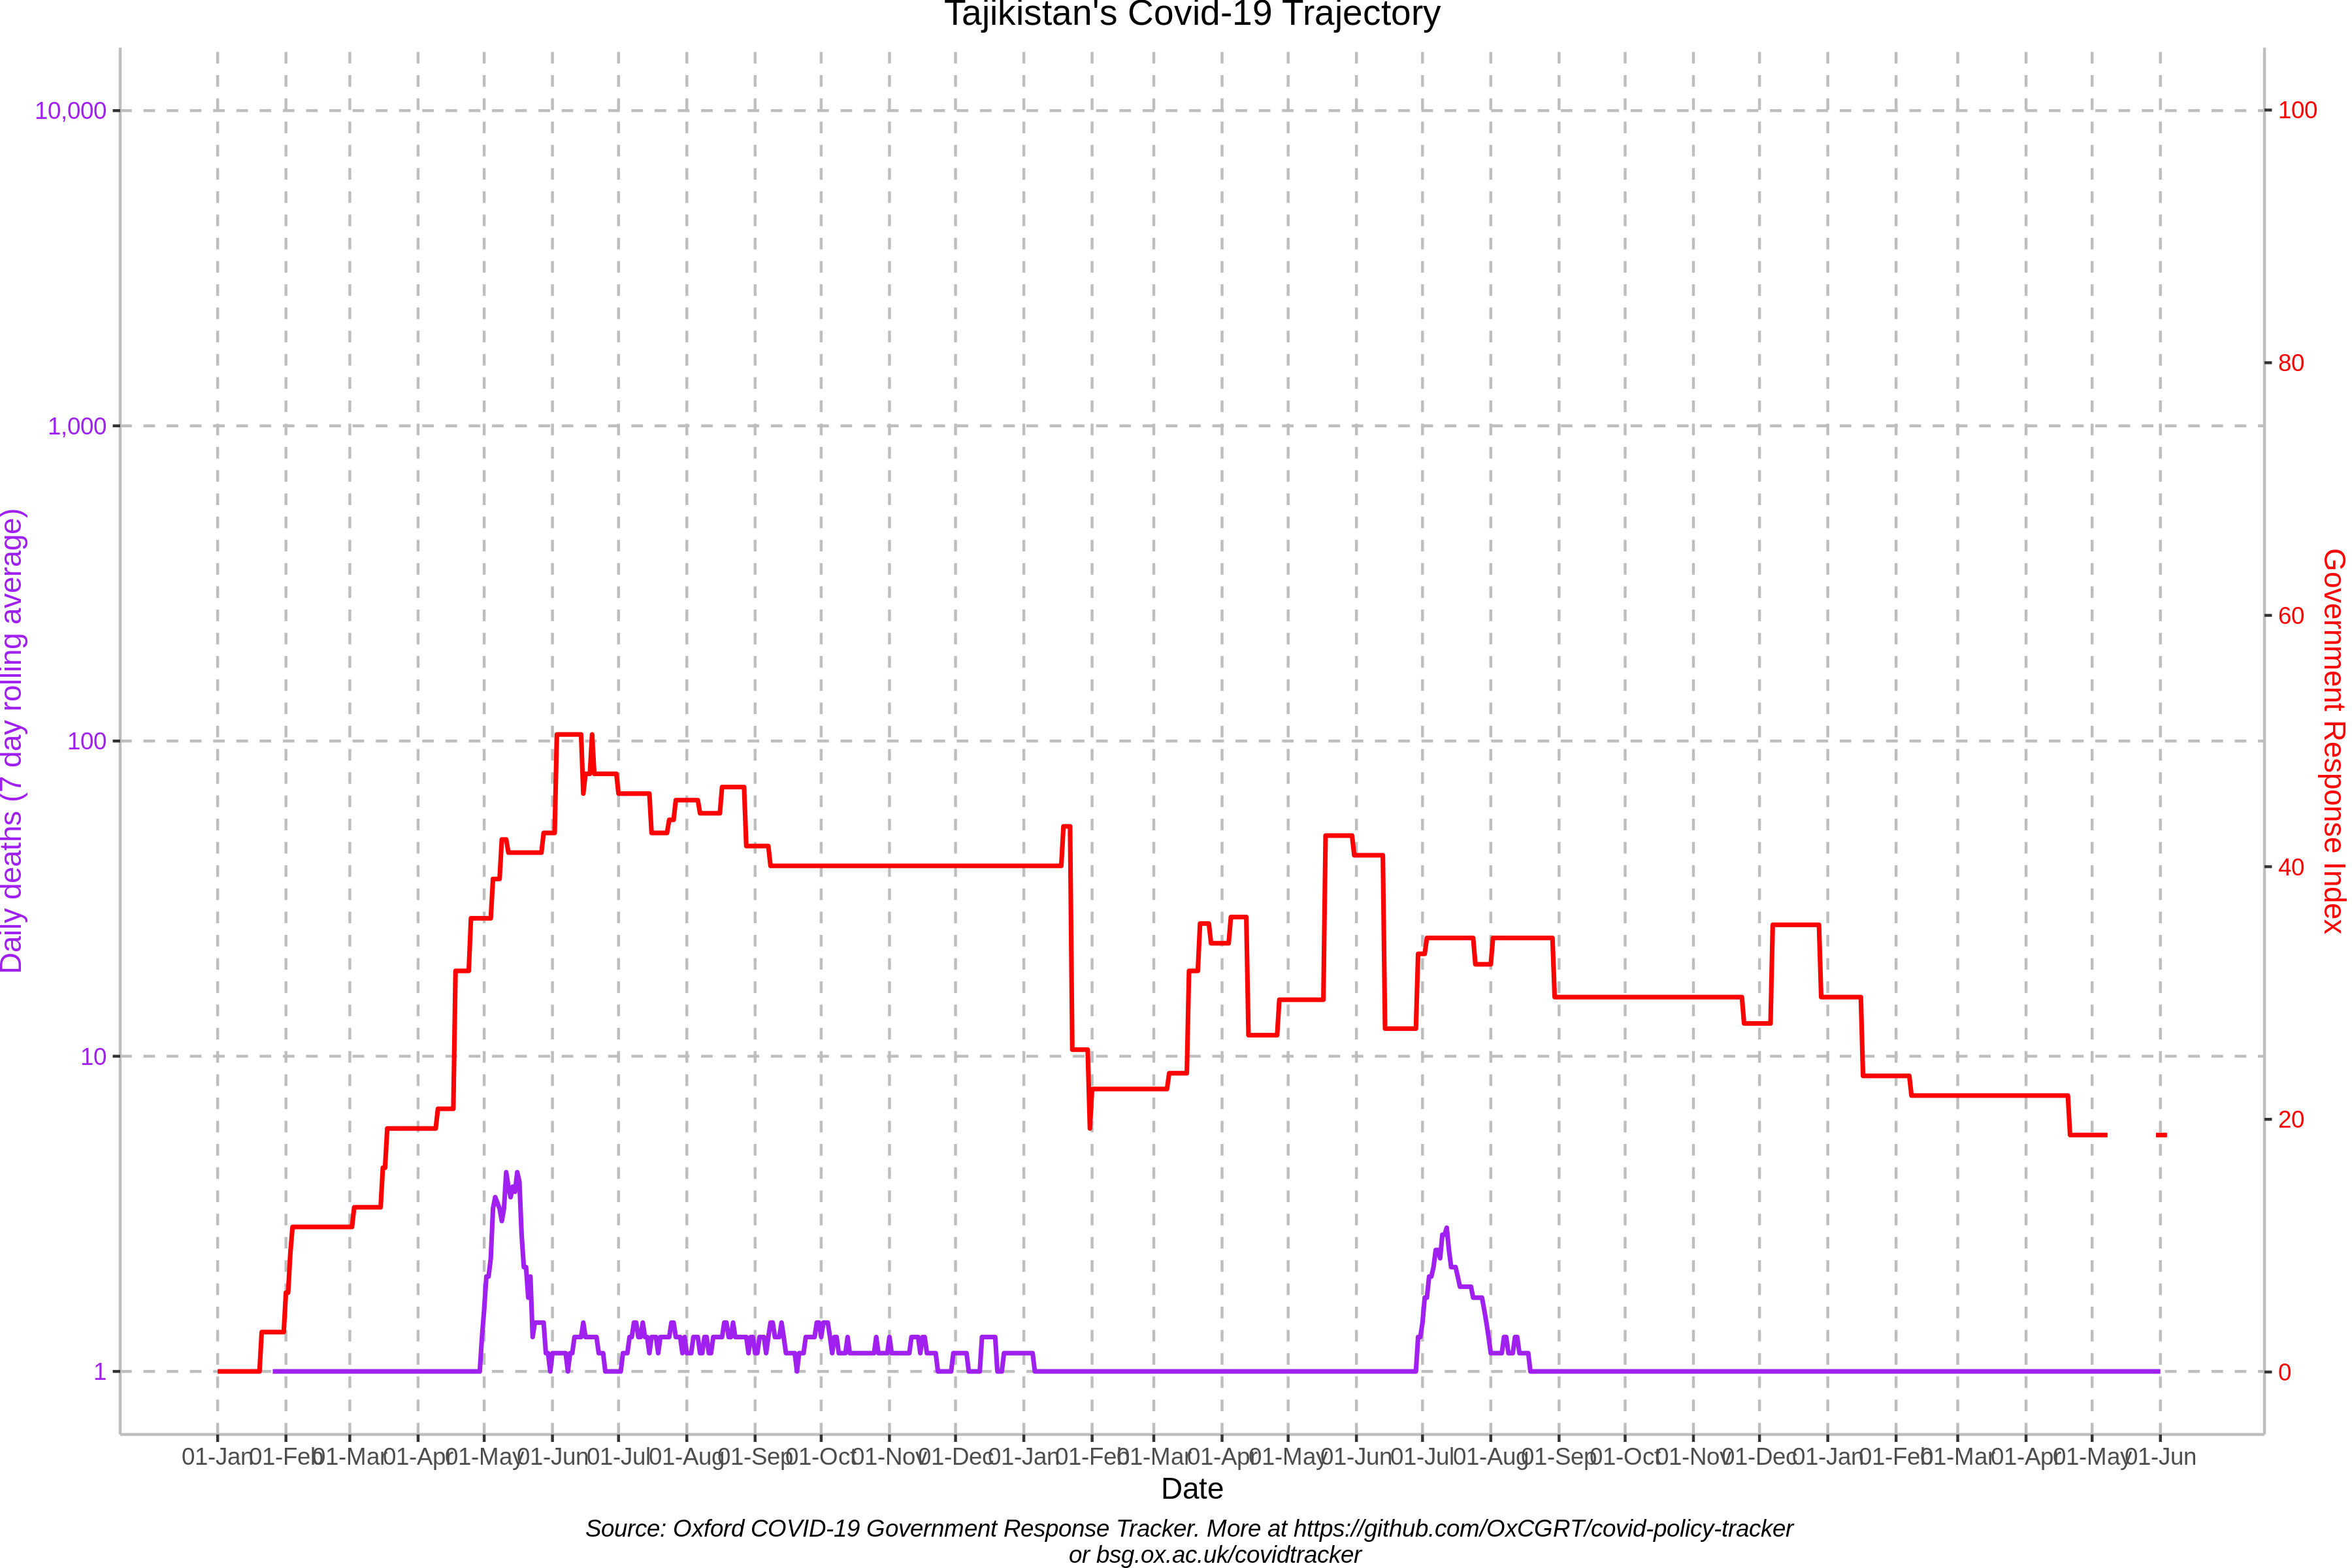 Tajikistan's Covid-19 Trajectory
10,000
1,000
100
10
1
Daily deaths (7 day rolling average)
100
80
60
40
20
0
Government Response Index
01-Jan 01-Feb 01-Mar 01-Apr 01-May 01-Jun 01-Jul 01-Aug 01-Sep 01-Oct 01-Nov 01-Dec 01-Jan 01-Feb 01-Mar 01-Apr 01-May 01-Jun 01-Jul 01-Aug 01-Sep 01-Oct 01-Nov 01-Dec 01-Jan 01-Feb 01-Mar 01-Apr 01-May 01-Jun
Date
Source: Oxford COVID-19 Government Response Tracker. More at https://github.com/OxCGRT/covid-policy-tracker
or bsg.ox.ac.uk/covidtracker